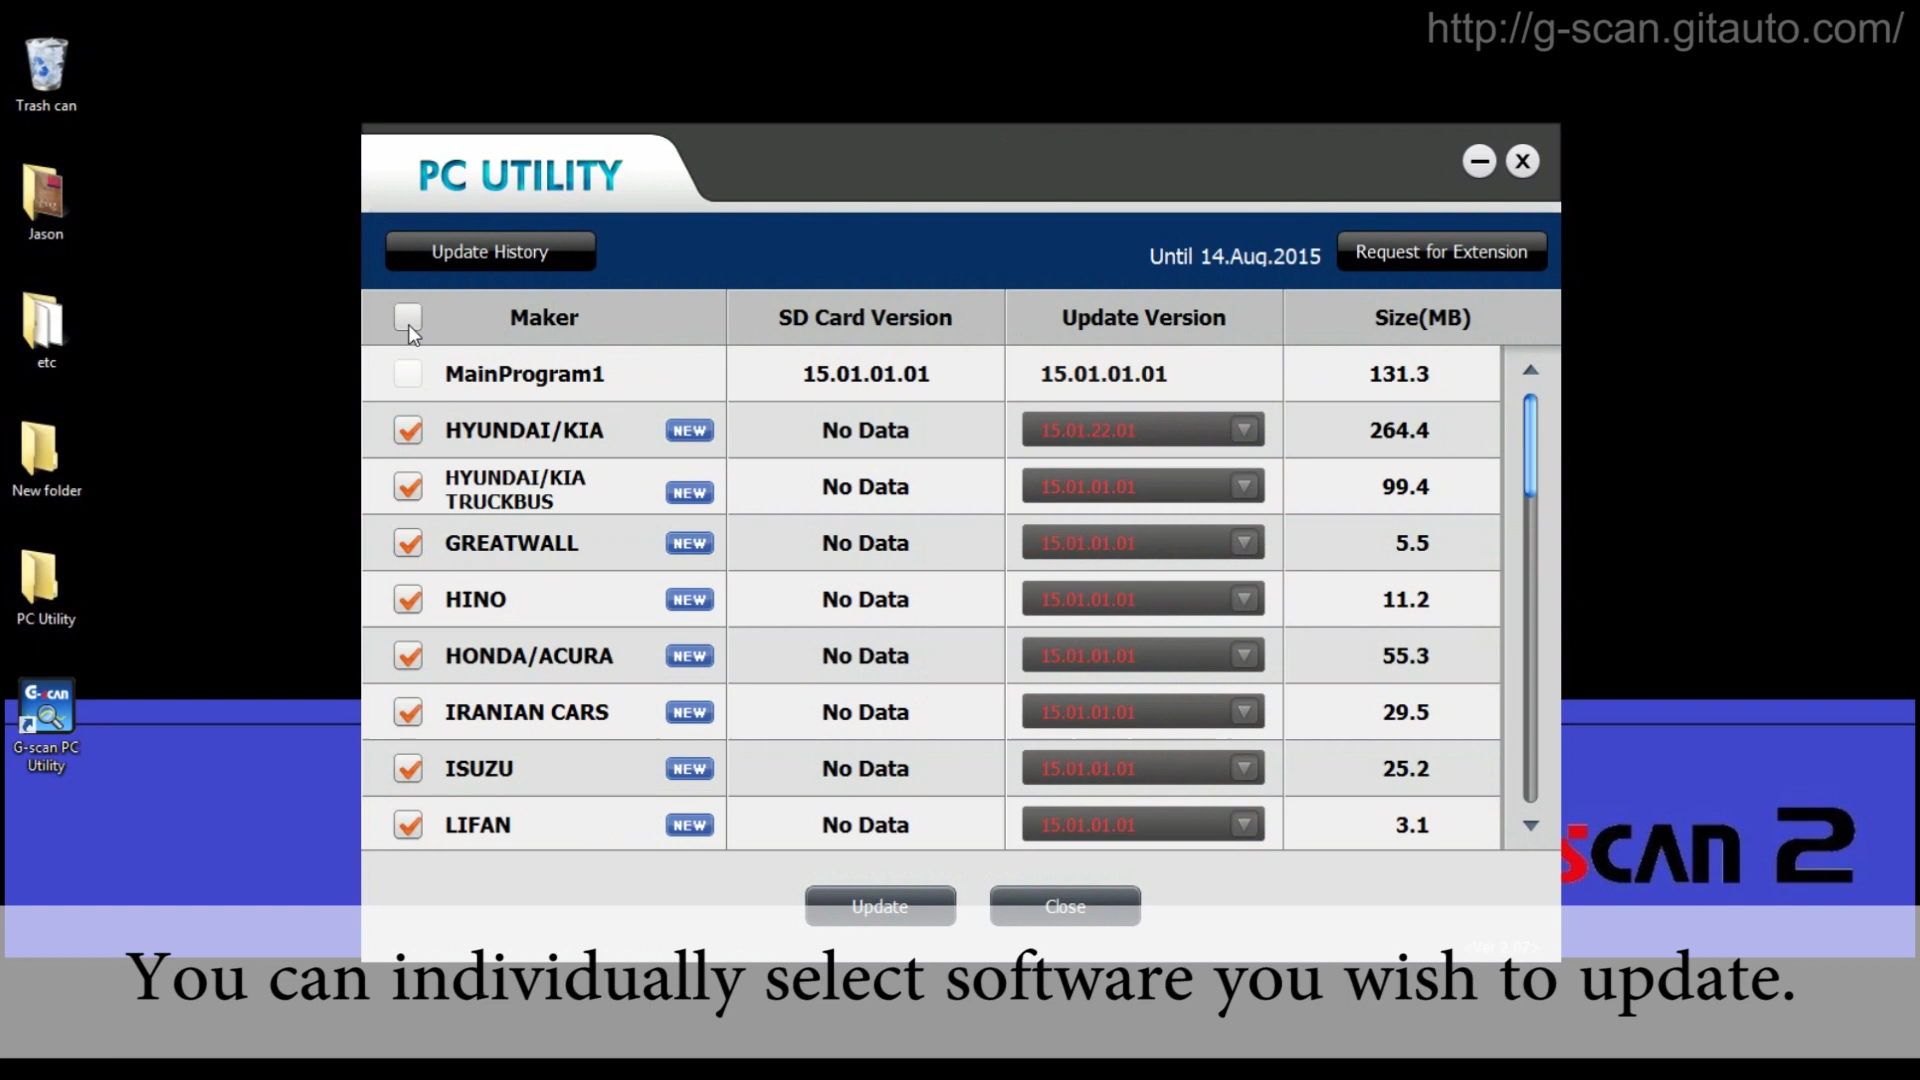 http://g-scan.gitauto.com/
Trash can
Jason
etc
New folder
PC Utility
G-scan
G-scan PC
Utility
PC UTILITY
Update History
Until 14.Aug.2015
Request for Extension
Maker SD Card Version Update Version Size(MB)
MainProgram1 15.01.01.01 15.01.01.01 131.3
HYUNDAI/KIA NEW No Data 15.01.22.01 264.4
HYUNDAI/KIA
TRUCKBUS NEW No Data 15.01.01.01 99.4
GREATWALL NEW No Data 15.01.01.01 5.5
HINO NEW No Data 15.01.01.01 11.2
HONDA/ACURA NEW No Data 15.01.01.01 55.3
IRANIAN CARS NEW No Data 15.01.01.01 29.5
ISUZU NEW No Data 15.01.01.01 25.2
LIFAN NEW No Data 15.01.01.01 3.1
Update Close
scan 2
You can individually select software you wish to update.